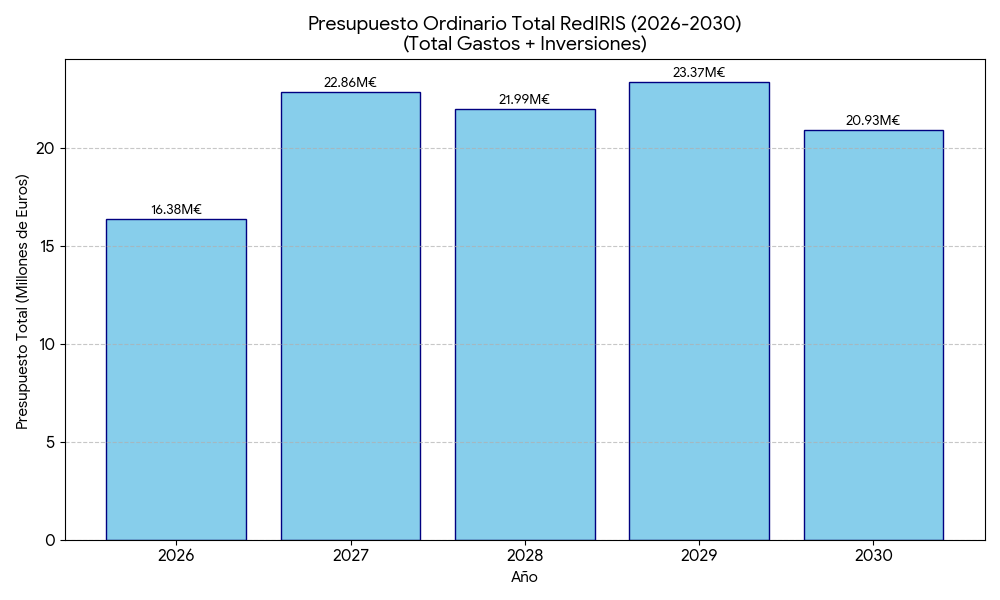 Presupuesto Ordinario Total RedIRIS (2026-2030)
(Total Gastos + Inversiones)
Presupuesto Total (Millones de Euros)
20
15
10
5
0
16.38M€
22.86M€
21.99M€
23.37M€
20.93M€
2026
2027
2028
2029
2030
Año